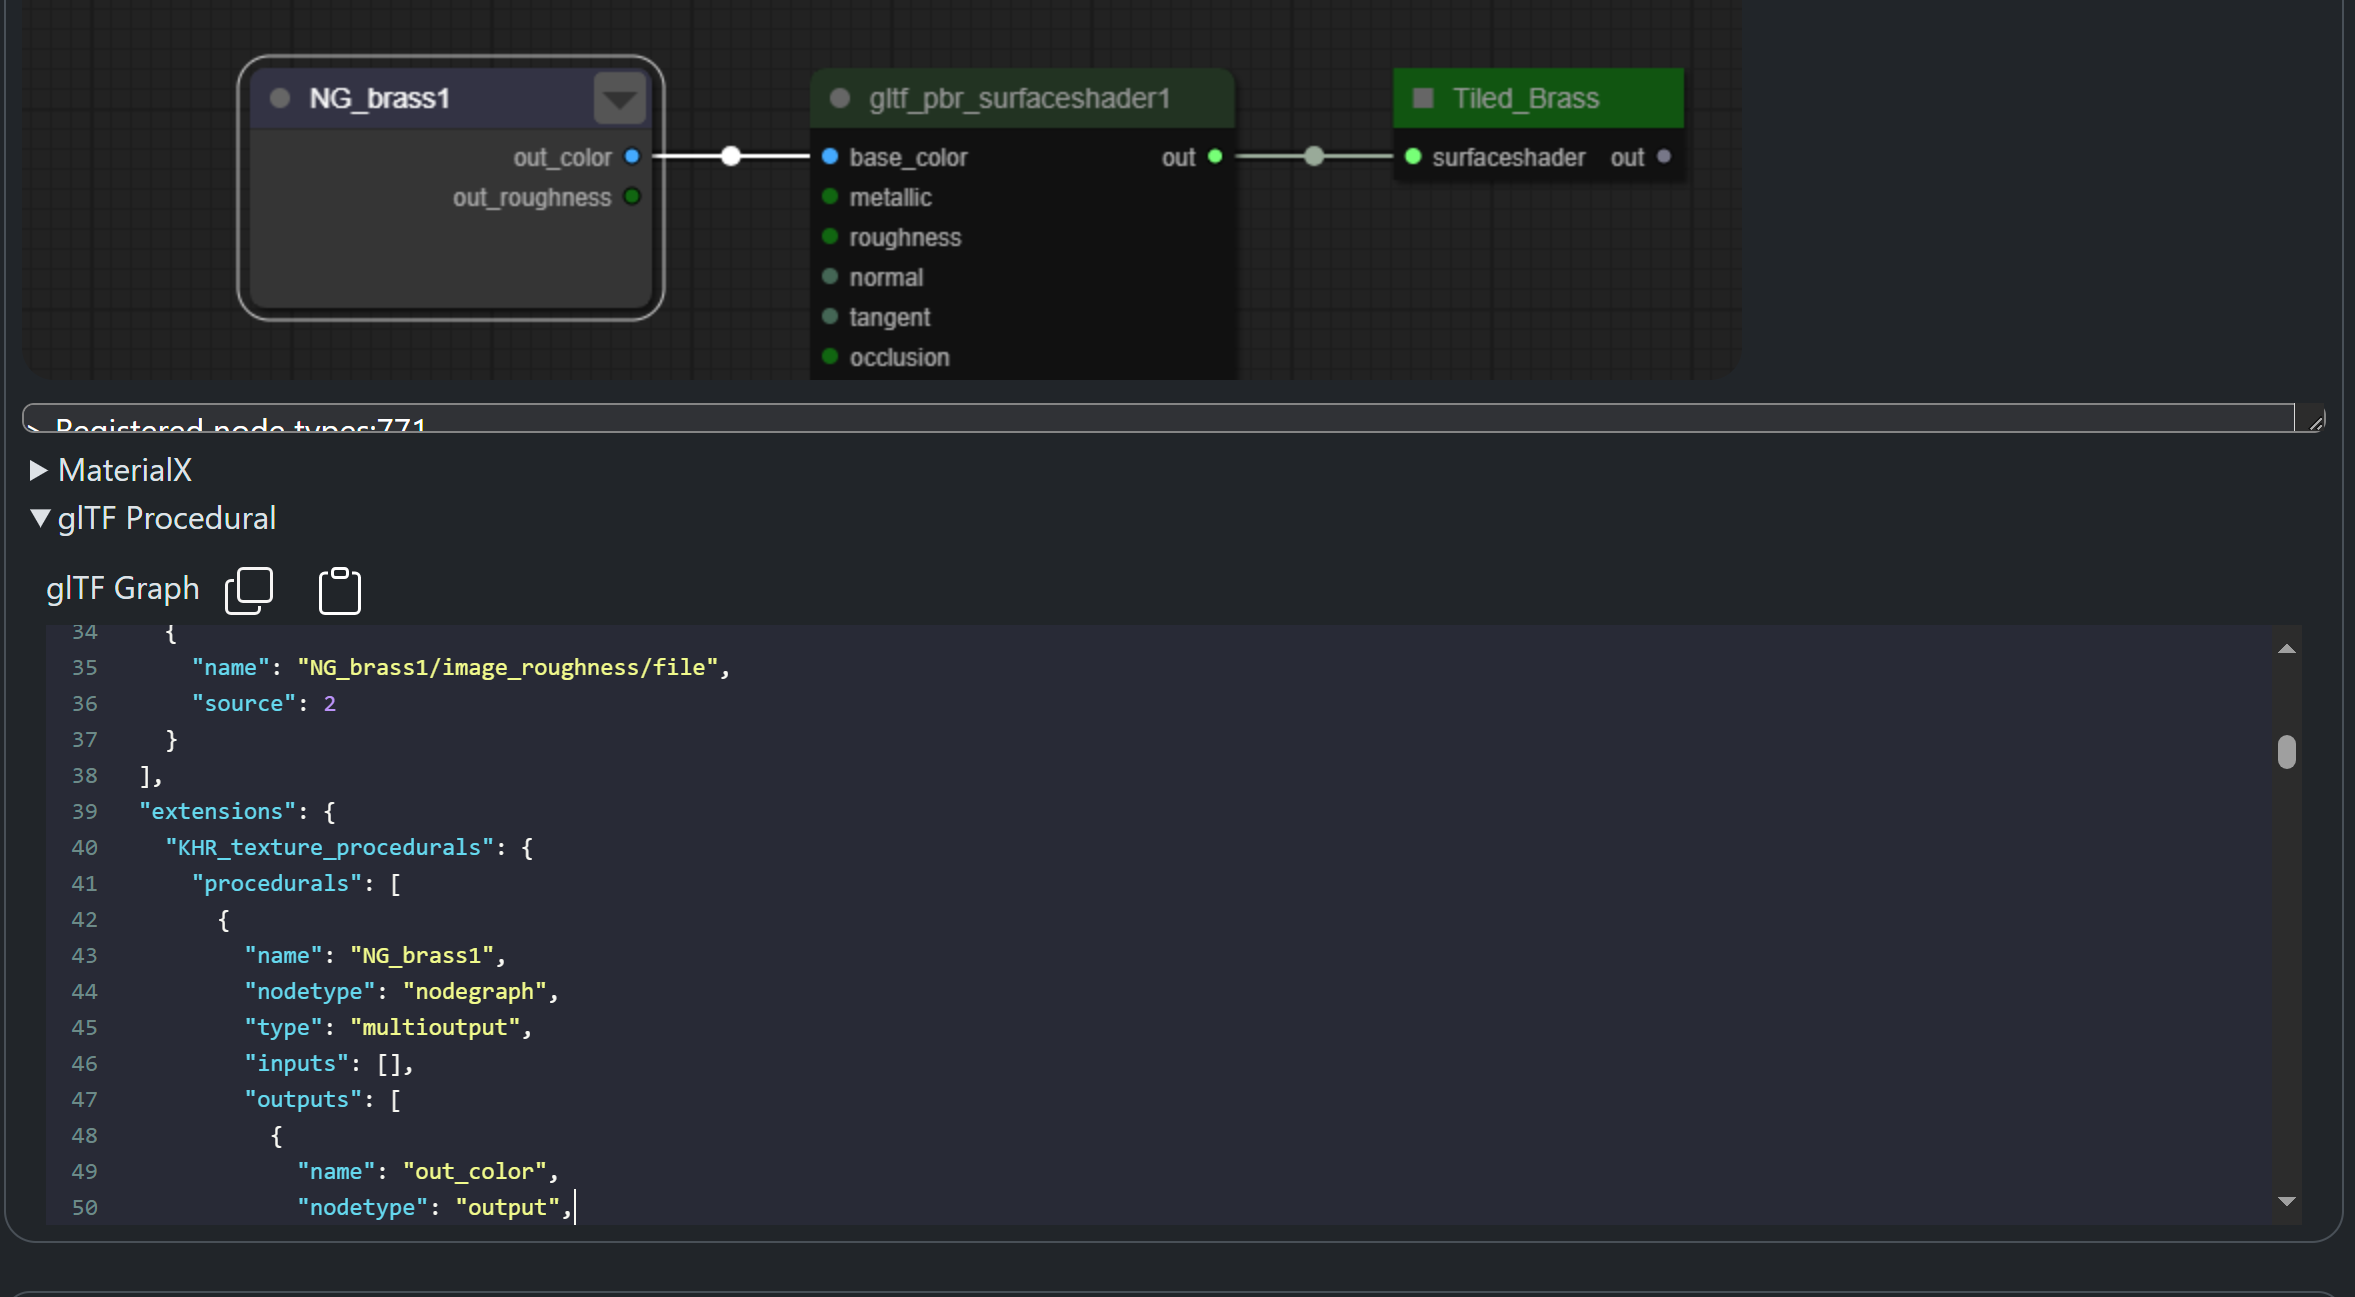 NG_brass1
out_color
out_roughness
gltf_pbr_surfaceshader1
base_color out
metallic
roughness
normal
tangent
occlusion
Tiled_Brass
surfaceshader out
> Registered node types:771
MaterialX
glTF Procedural
glTF Graph
34 {
35 "name": "NG_brass1/image_roughness/file",
36 "source": 2
37 }
38 ],
39 "extensions": {
40 "KHR_texture_procedurals": {
41 "procedurals": [
42 {
43 "name": "NG_brass1",
44 "nodetype": "nodegraph",
45 "type": "multioutput",
46 "inputs": [],
47 "outputs": [
48 {
49 "name": "out_color",
50 "nodetype": "output",